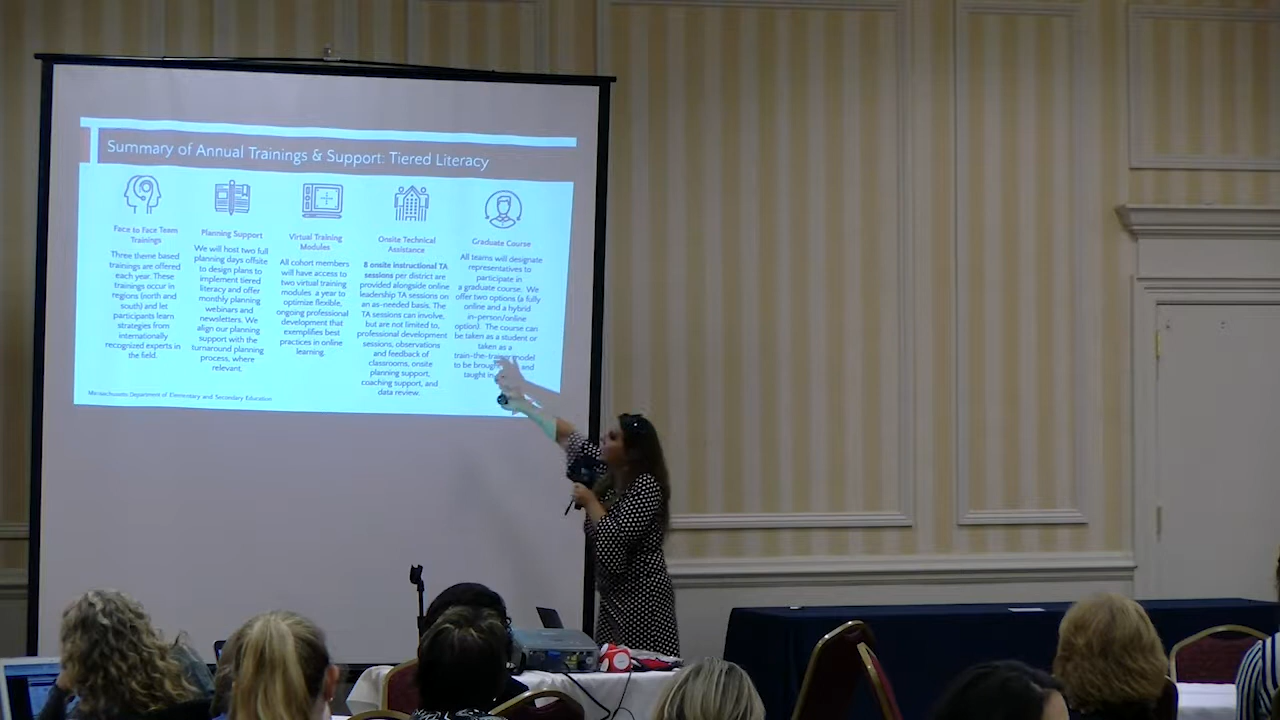 Summary of Annual Trainings & Support: Tiered Literacy
Face to Face Team
Trainings
Three theme based
trainings are offered
each year. These
trainings occur in
regions (north and
south) and let
participants learn
strategies from
internationally
recognized experts in
the field.
Planning Support
We will host two full
planning days offsite
to design plans to
implement tiered
literacy and offer
monthly planning
webinars and
newsletters. We
align our planning
support with the
turnaround planning
process, where
relevant.
Virtual Training
Modules
All cohort members
will have access to
two virtual training
modules a year to
optimize flexible,
ongoing professional
development that
exemplifies best
practices in online
learning.
Onsite Technical
Assistance
8 onsite instructional TA
sessions per district are
provided alongside online
leadership TA sessions on
an as-needed basis. The
TA sessions can involve,
but are not limited to,
professional development
sessions, observations
and feedback of
classrooms, onsite
planning support,
coaching support, and
data review.
Graduate Course
All teams will designate
representatives to
participate in
a graduate course. We
offer two options (a fully
online and a hybrid
in-person/online
option). The course can
be taken as a student or
taken as a
train-the-trainer model
to be and
taught in
Massachusetts Department of Elementary and Secondary Education